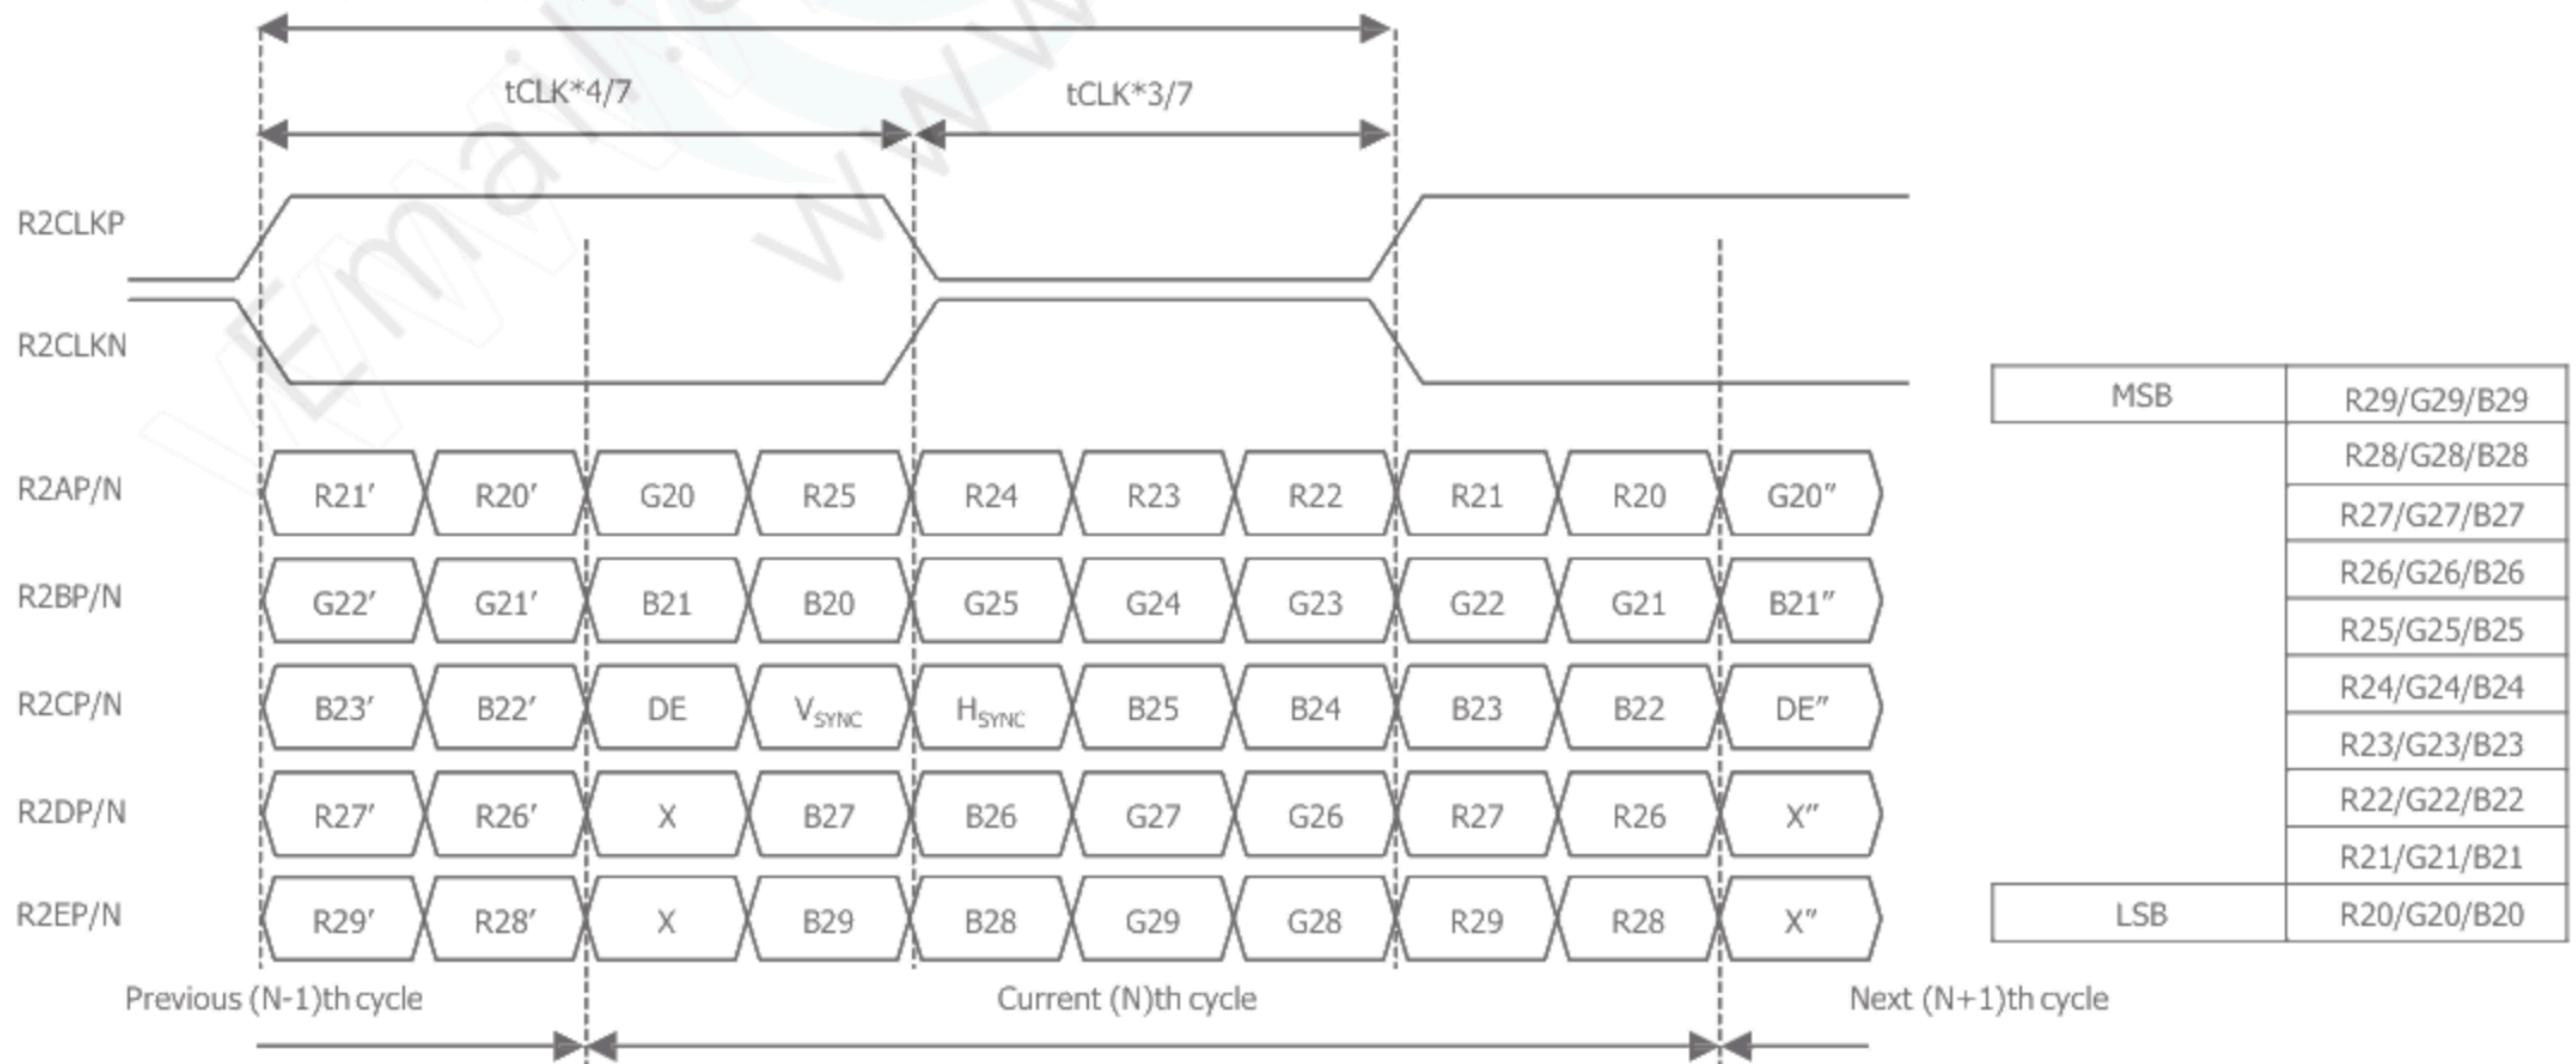 tCLK*4/7 tCLK*3/7
R2CLKP
R2CLKN
R2AP/N R21′ R20′ G20 R25 R24 R23 R22 R21 R20 G20″
R2BP/N G22′ G21′ B21 B20 G25 G24 G23 G22 G21 B21″
R2CP/N B23′ B22′ DE VSYNC HSYNC B25 B24 B23 B22 DE″
R2DP/N R27′ R26′ X B27 B26 G27 G26 R27 R26 X″
R2EP/N R29′ R28′ X B29 B28 G29 G28 R29 R28 X″
Previous (N-1)th cycle Current (N)th cycle Next (N+1)th cycle
MSB R29/G29/B29
R28/G28/B28
R27/G27/B27
R26/G26/B26
R25/G25/B25
R24/G24/B24
R23/G23/B23
R22/G22/B22
R21/G21/B21
LSB R20/G20/B20
Email:
www